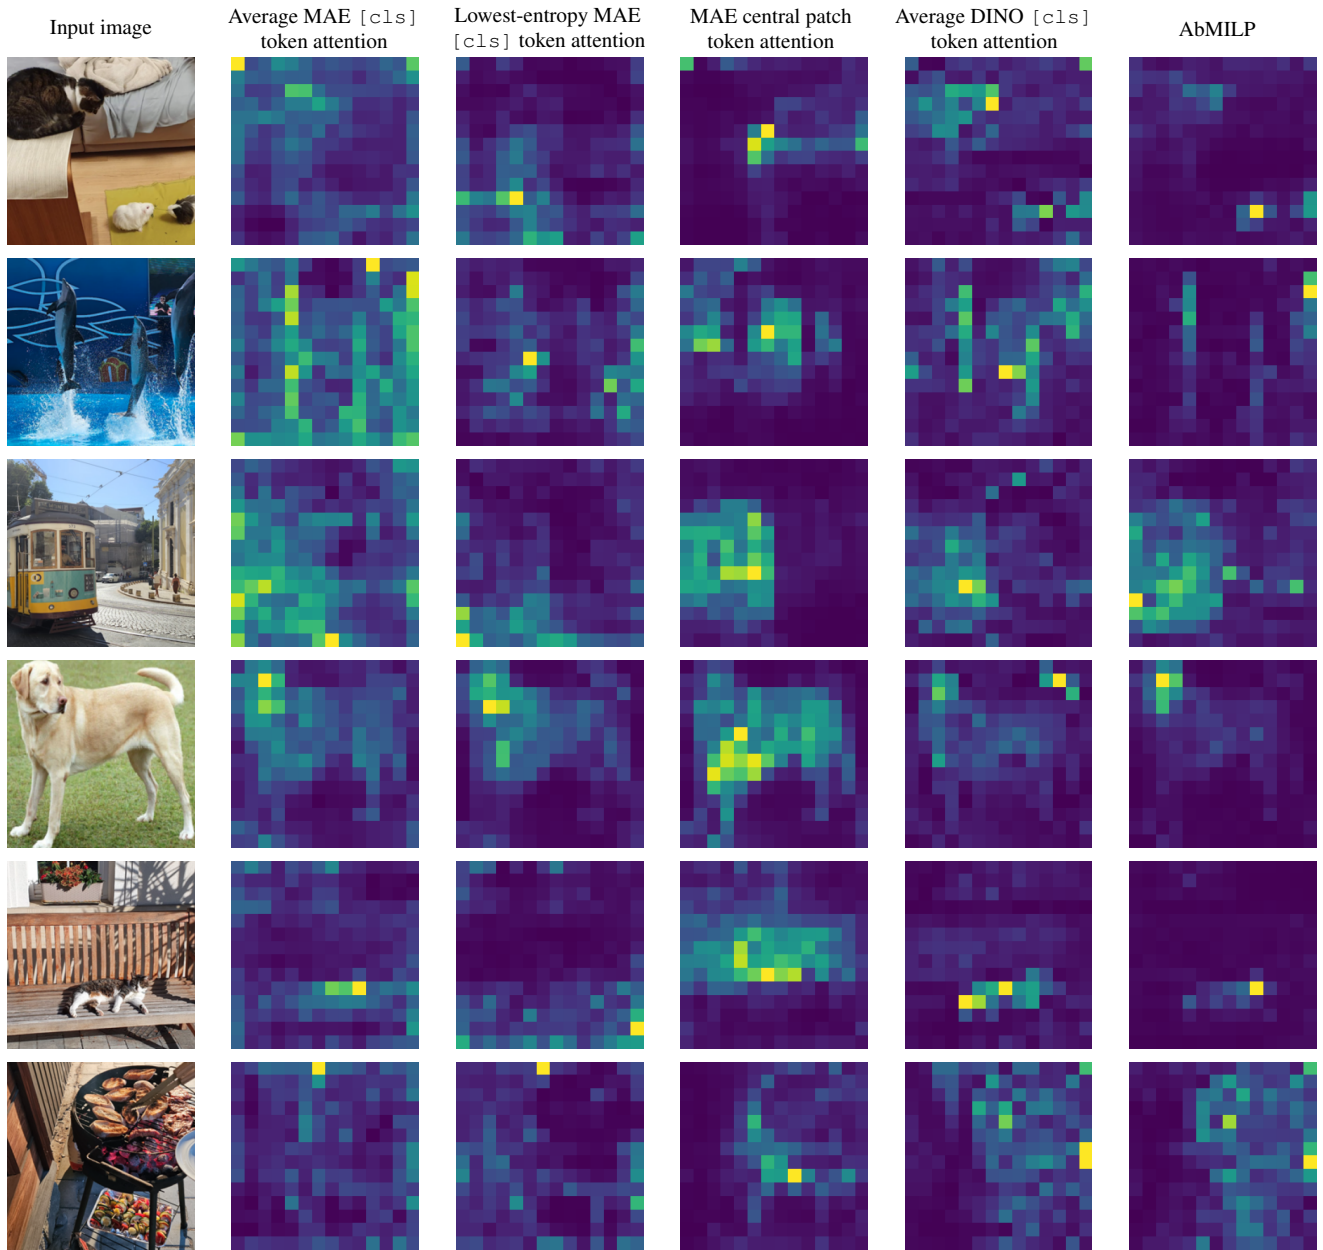 Input image
Average MAE [cls]
token attention
Lowest-entropy MAE
[cls] token attention
MAE central patch
token attention
Average DINO [cls]
token attention
AbMILP